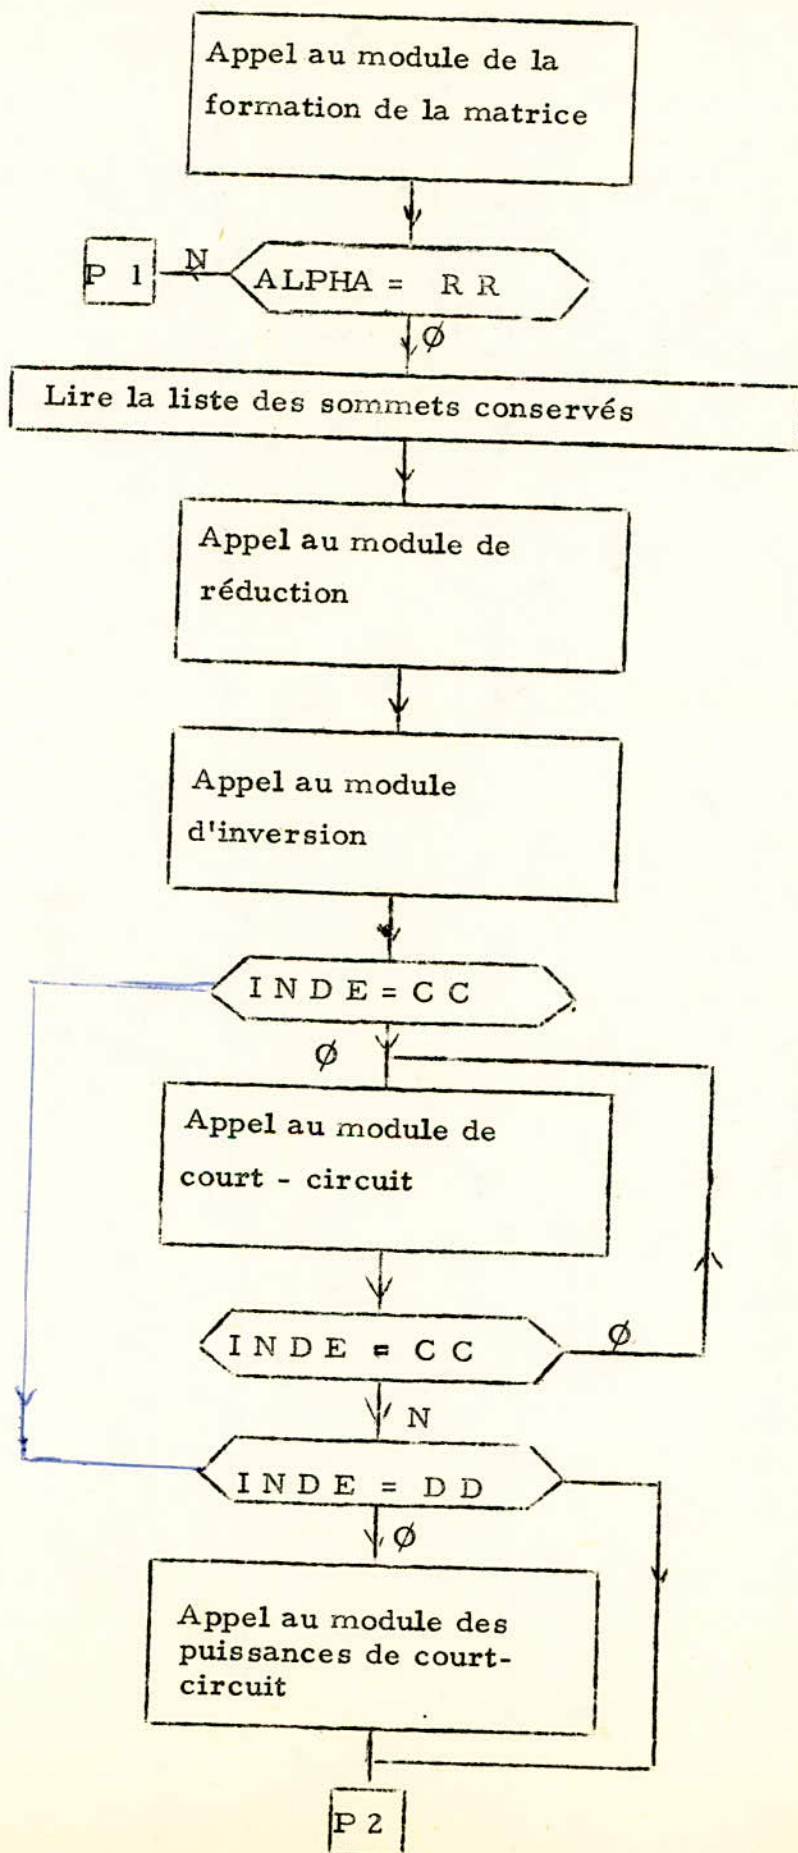 Appel au module de la
formation de la matrice
P 1 N ALPHA = R R
Ø
Lire la liste des sommets conservés
Appel au module de
réduction
Appel au module
d'inversion
I N D E = C C
Ø
Appel au module de
court - circuit
I N D E = C C Ø
N
I N D E = D D
Ø
Appel au module des
puissances de court-
circuit
P 2